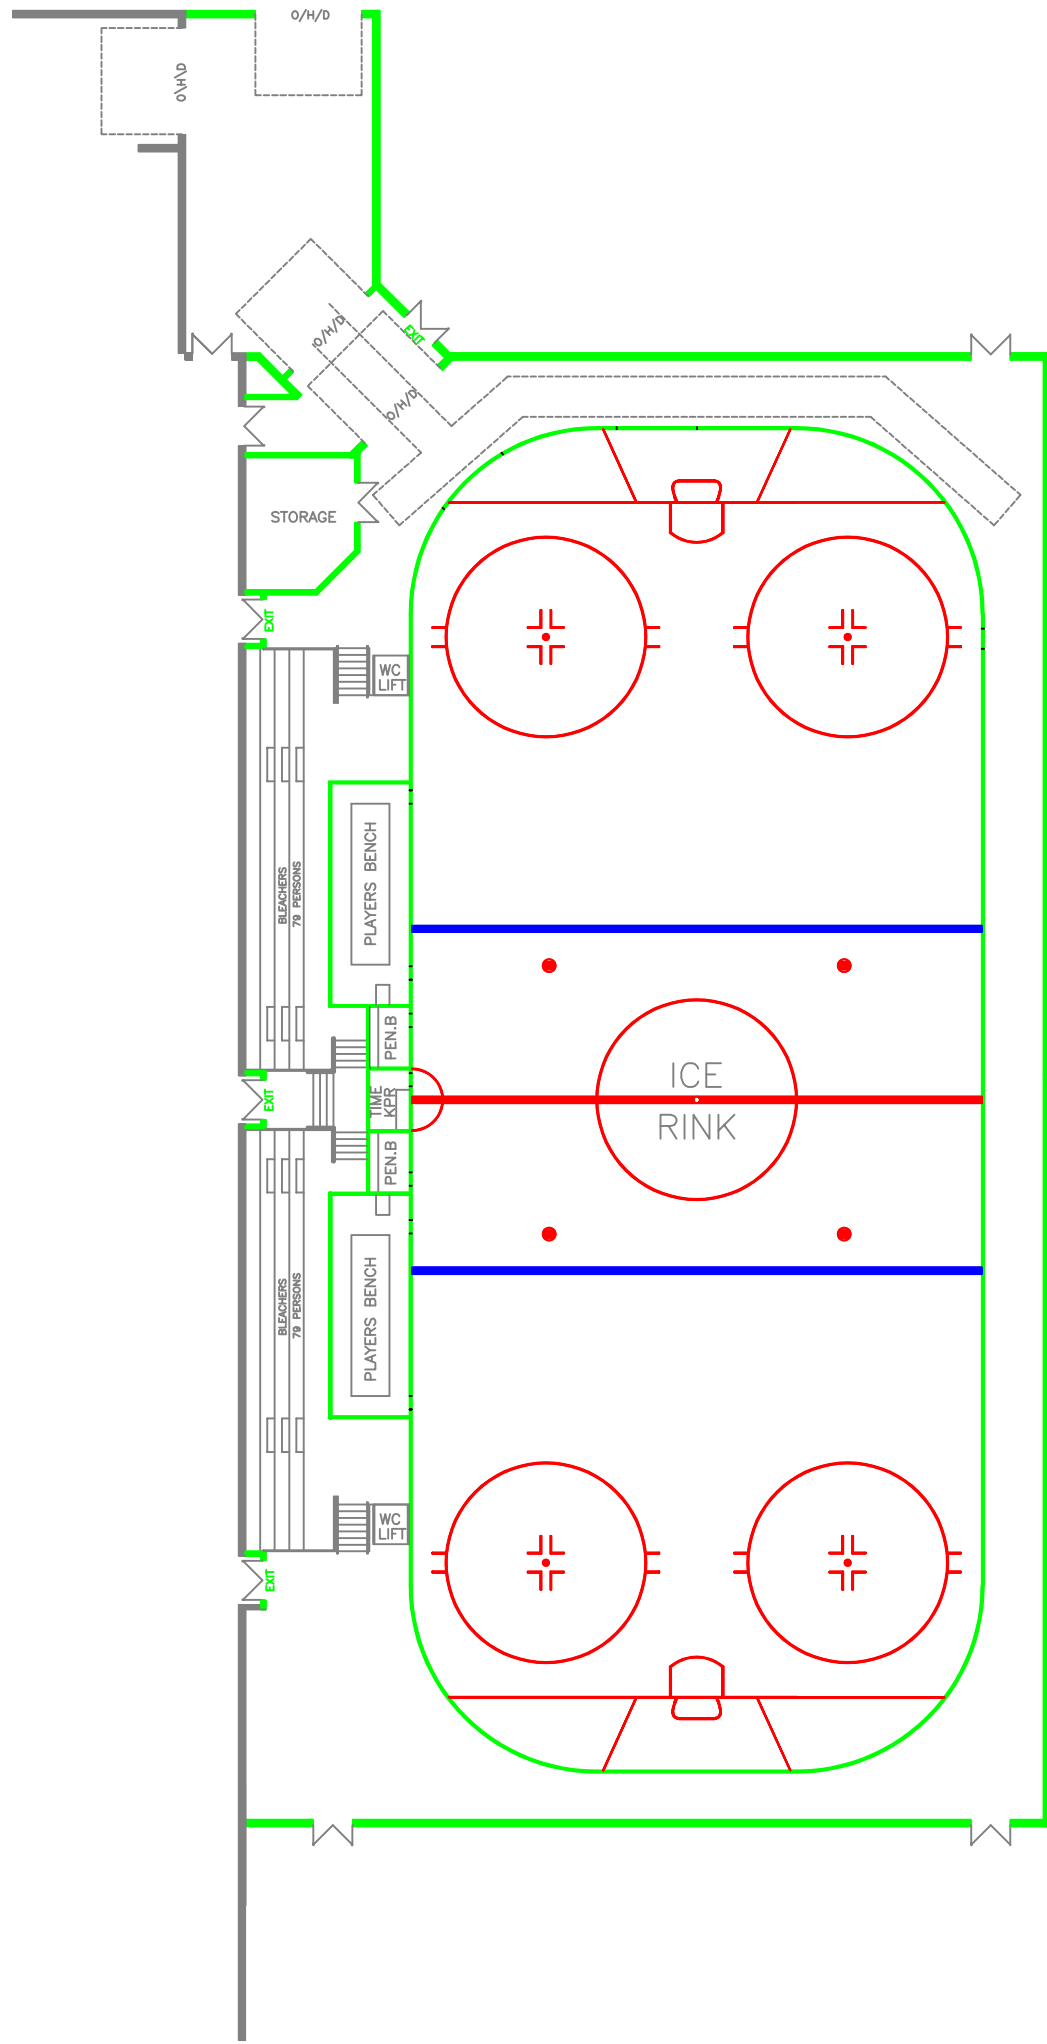 O/H/D
O/H/D
O/H/D
EXIT
O/H/D
STORAGE
EXIT
WC
LIFT
BLEACHERS
79 PERSONS
PLAYERS BENCH
PEN.B
ICE
RINK
EXIT
TIME
KPR
PEN.B
BLEACHERS
79 PERSONS
PLAYERS BENCH
WC
LIFT
EXIT